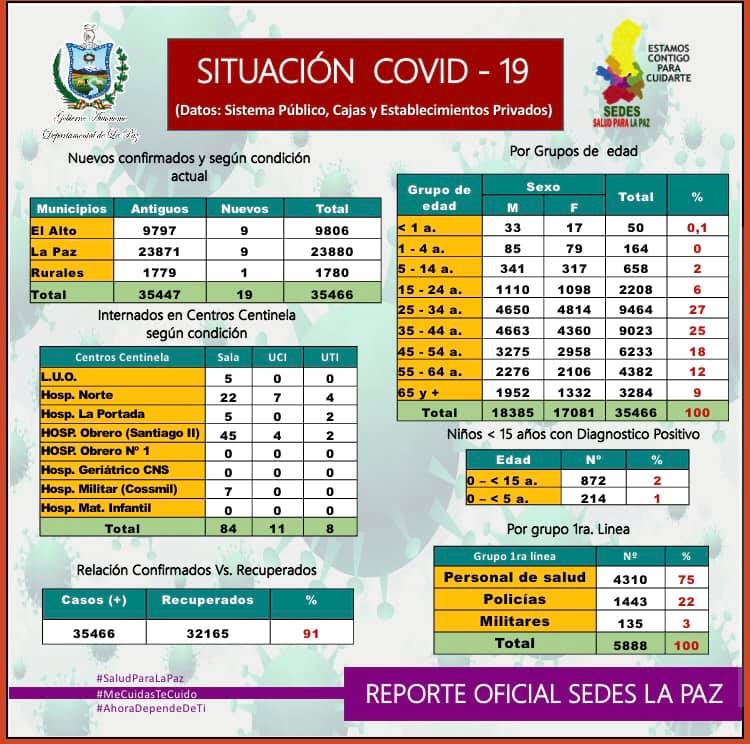 Gobierno Autónomo
Departamental de La Paz
SITUACIÓN COVID - 19
(Datos: Sistema Público, Cajas y Establecimientos Privados)
ESTAMOS
CONTIGO
PARA
CUIDARTE
SEDES
SALUD PARA LA PAZ
Nuevos confirmados y según condición
actual
Municipios Antiguos Nuevos Total
El Alto 9797 9 9806
La Paz 23871 9 23880
Rurales 1779 1 1780
Total 35447 19 35466
Internados en Centros Centinela
según condición
Centros Centinela Sala UCI UTI
L.U.O. 5 0 0
Hosp. Norte 22 7 4
Hosp. La Portada 5 0 2
HOSP. Obrero (Santiago II) 45 4 2
HOSP. Obrero Nº 1 0 0 0
Hosp. Geriátrico CNS 0 0 0
Hosp. Militar (Cossmil) 7 0 0
Hosp. Mat. Infantil 0 0 0
Total 84 11 8
Relación Confirmados Vs. Recuperados
Casos (+) Recuperados %
35466 32165 91
Por Grupos de edad
Grupo de edad Sexo Total %
M F
< 1 a. 33 17 50 0,1
1 - 4 a. 85 79 164 0
5 - 14 a. 341 317 658 2
15 - 24 a. 1110 1098 2208 6
25 - 34 a. 4650 4814 9464 27
35 - 44 a. 4663 4360 9023 25
45 - 54 a. 3275 2958 6233 18
55 - 64 a. 2276 2106 4382 12
65 y + 1952 1332 3284 9
Total 18385 17081 35466 100
Niños < 15 años con Diagnostico Positivo
Edad Nº %
0 – < 15 a. 872 2
0 – < 5 a. 214 1
Por grupo 1ra. Linea
Grupo 1ra línea Nº %
Personal de salud 4310 75
Policías 1443 22
Militares 135 3
Total 5888 100
#SaludParaLaPaz
#MeCuidasTeCuido
#AhoraDependeDeTi
REPORTE OFICIAL SEDES LA PAZ